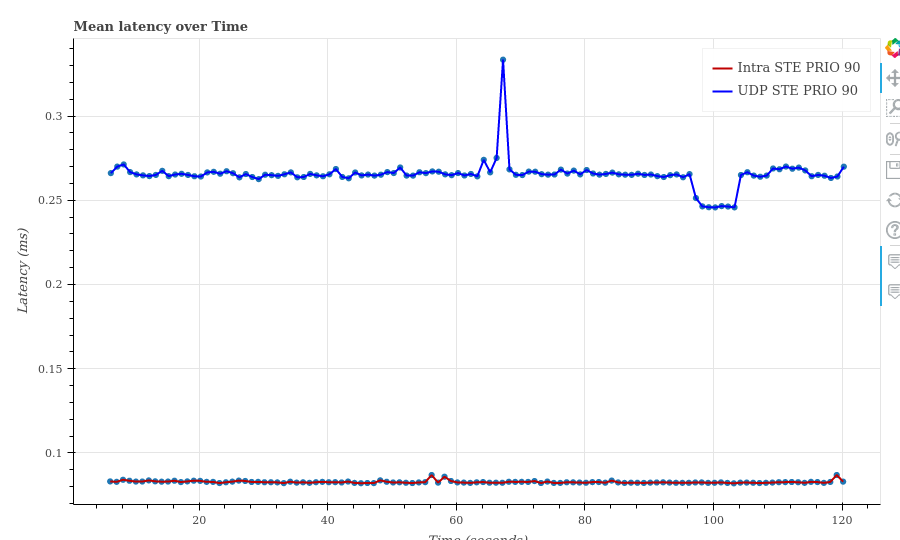 Mean latency over Time
Intra STE PRIO 90
UDP STE PRIO 90
0.3
0.25
0.2
0.15
0.1
Latency (ms)
20 40 60 80 100 120
Time (seconds)